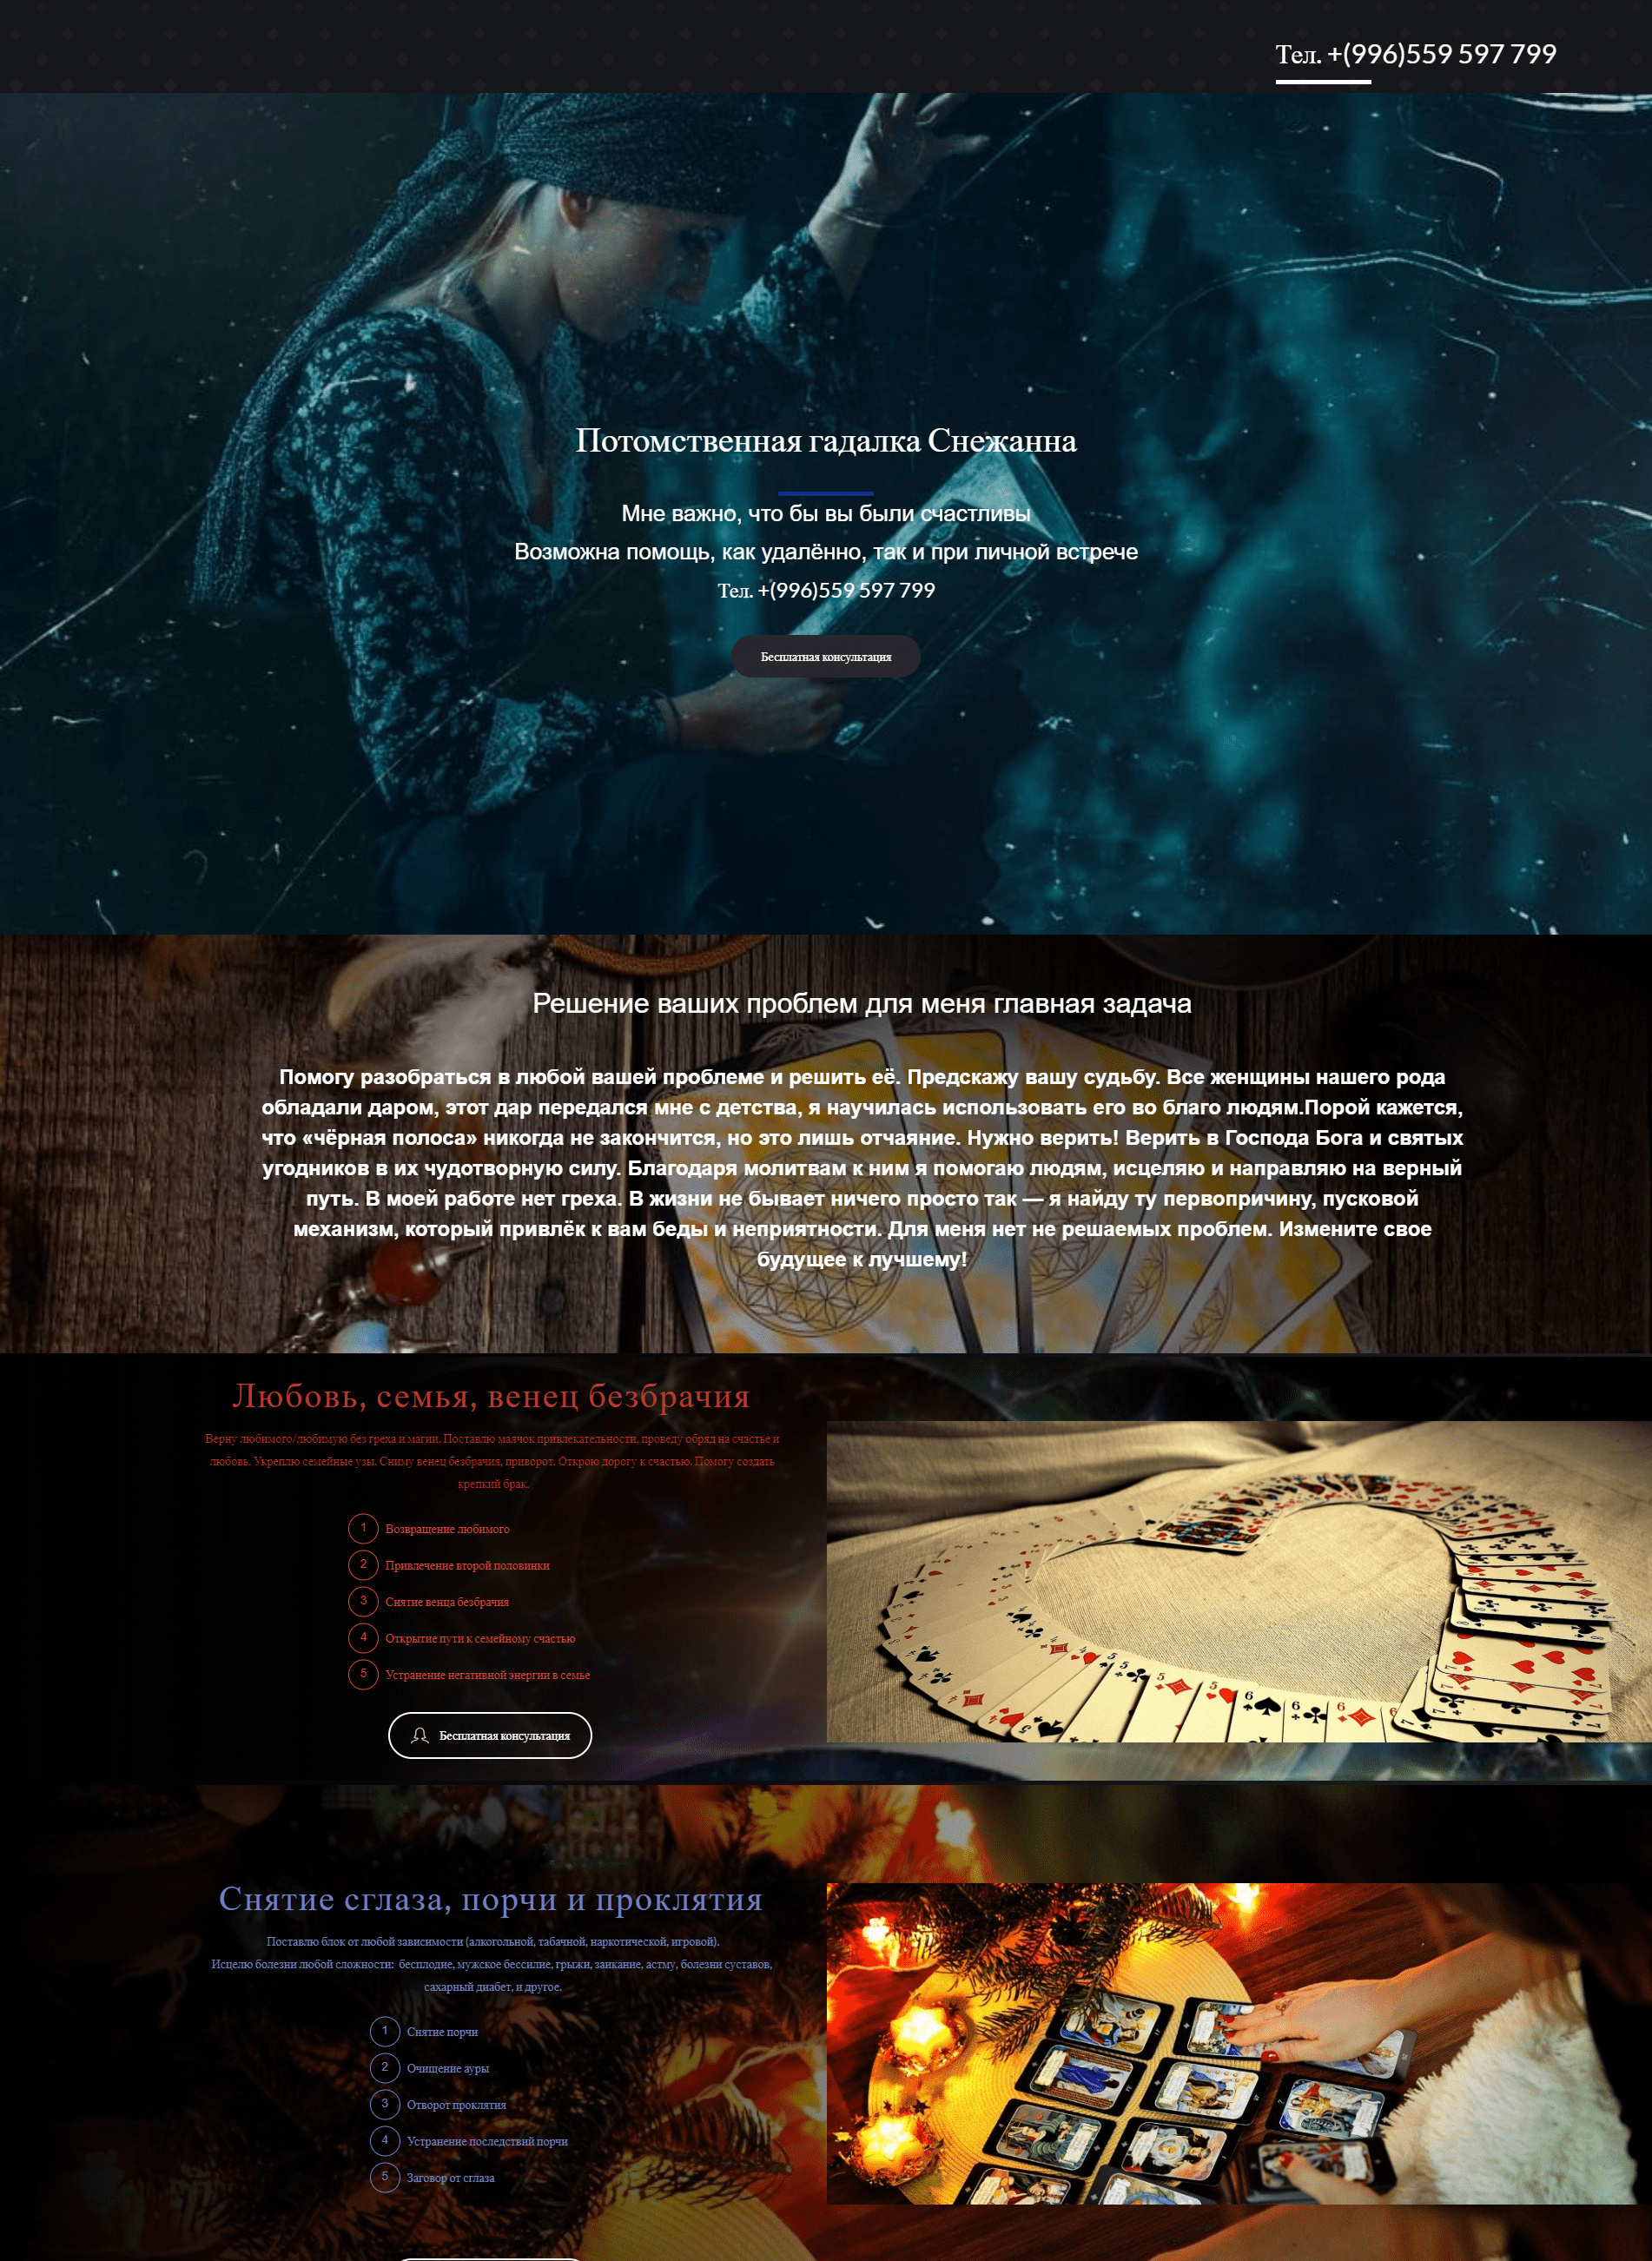 Тел. +(996)559 597 799
Потомственная гадалка Снежанна
Мне важно, что бы вы были счастливы
Возможна помощь, как удалённо, так и при личной встрече
Тел. +(996)559 597 799
Бесплатная консультация
Решение ваших проблем для меня главная задача
Помогу разобраться в любой вашей проблеме и решить её. Предскажу вашу судьбу. Все женщины нашего рода
обладали даром, этот дар передался мне с детства, я научилась использовать его во благо людям.Порой кажется,
что «чёрная полоса» никогда не закончится, но это лишь отчаяние. Нужно верить! Верить в Господа Бога и святых
угодников в их чудотворную силу. Благодаря молитвам к ним я помогаю людям, исцеляю и направляю на верный
путь. В моей работе нет греха. В жизни не бывает ничего просто так — я найду ту первопричину, пусковой
механизм, который привлёк к вам беды и неприятности. Для меня нет не решаемых проблем. Измените свое
будущее к лучшему!
Любовь, семья, венец безбрачия
Верну любимого/любимую без греха и магии. Поставлю маячок привлекательности, проведу обряд на счастье и
любовь. Укреплю семейные узы. Сниму венец безбрачия, приворот. Открою дорогу к счастью. Помогу создать
крепкий брак.
1 Возвращение любимого
2 Привлечение второй половинки
3 Снятие венца безбрачия
4 Открытие пути к семейному счастью
5 Устранение негативной энергии в семье
Бесплатная консультация
Снятие сглаза, порчи и проклятия
Поставлю блок от любой зависимости (алкогольной, табачной, наркотической, игровой).
Исцелю болезни любой сложности: бесплодие, мужское бессилие, грыжи, заикание, астму, болезни суставов,
сахарный диабет, и другое.
1 Снятие порчи
2 Очищение ауры
3 Отворот проклятия
4 Устранение последствий порчи
5 Заговор от сглаза